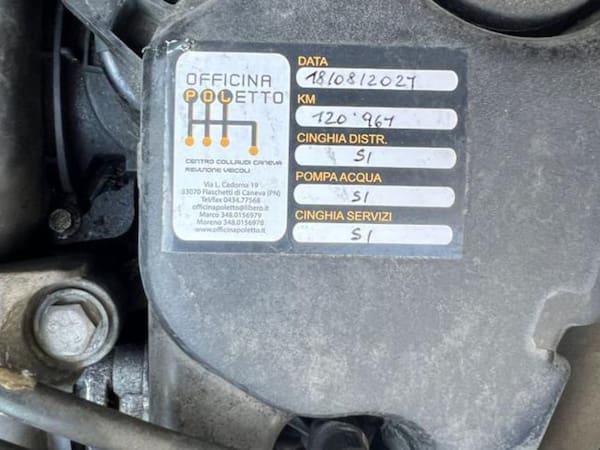 OFFICINA
POLETTO
CENTRO COLLAUDI CANEVA
REVISIONE VEICOLI
Via L. Cadorna 19
33070 Fiaschetti di Caneva (PN)
Tel/fax 0434.77568
officinapoletto@libero.it
Marco 348.0156979
Moreno 348.0156978
www.officinapoletto.it
DATA
18/08/2021
KM
120'961
CINGHIA DISTR.
SI
POMPA ACQUA
SI
CINGHIA SERVIZI
SI